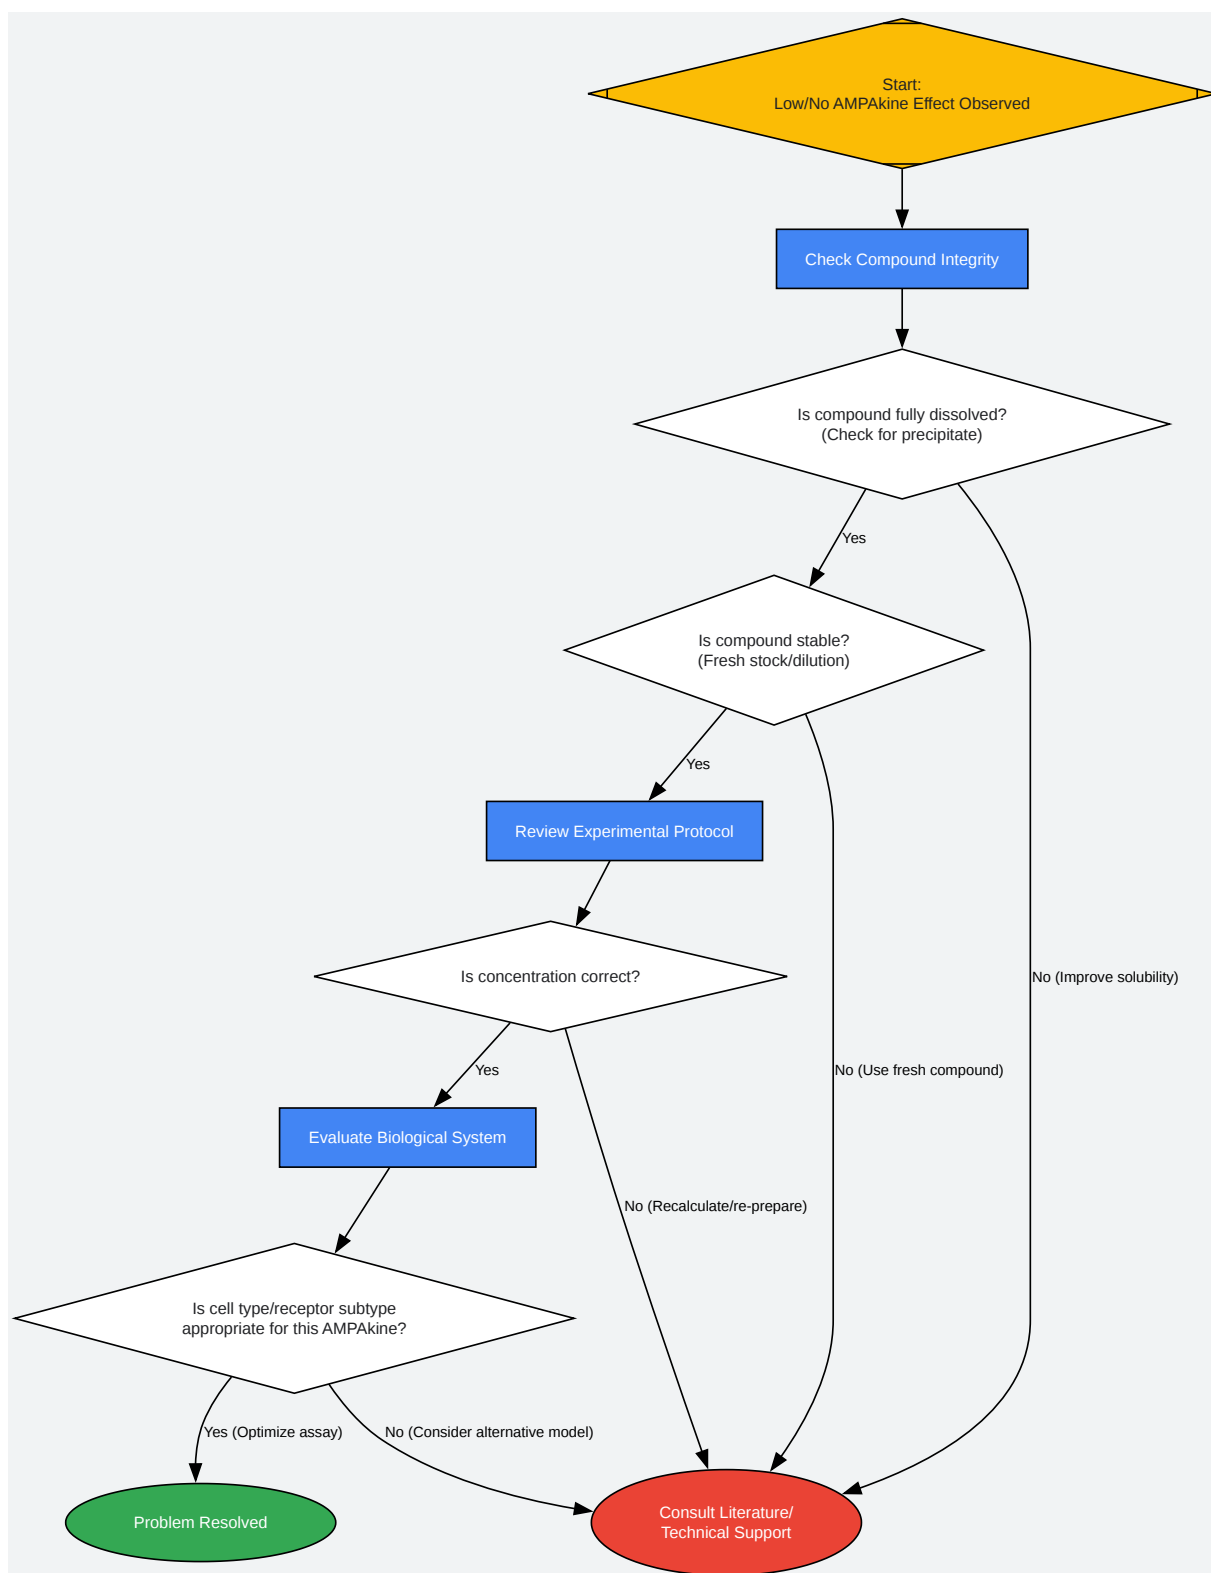 Start:
Low/No AMPAkine Effect Observed
Check Compound Integrity
Is compound fully dissolved?
(Check for precipitate)
Yes
Is compound stable?
(Fresh stock/dilution)
Yes
Review Experimental Protocol
Is concentration correct?
No (Improve solubility)
Yes
No (Use fresh compound)
Evaluate Biological System
No (Recalculate/re-prepare)
Is cell type/receptor subtype
appropriate for this AMPAkine?
Yes (Optimize assay)
No (Consider alternative model)
Problem Resolved
Consult Literature/
Technical Support